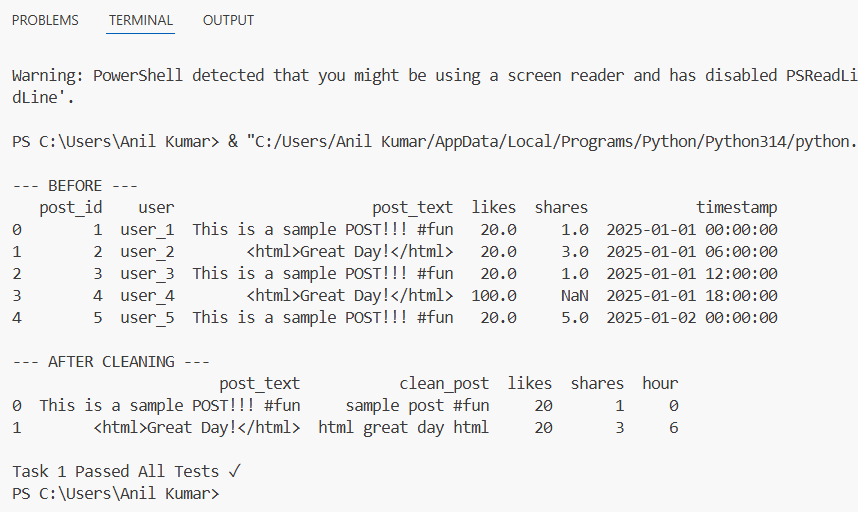 PROBLEMS TERMINAL OUTPUT
Warning: PowerShell detected that you might be using a screen reader and has disabled PSReadLi
dLine'.
PS C:\Users\Anil Kumar> & "C:/Users/Anil Kumar/AppData/Local/Programs/Python/Python314/python.
--- BEFORE ---
   post_id    user                      post_text  likes  shares            timestamp
0        1  user_1  This is a sample POST!!! #fun   20.0     1.0  2025-01-01 00:00:00
1        2  user_2        <html>Great Day!</html>   20.0     3.0  2025-01-01 06:00:00
2        3  user_3  This is a sample POST!!! #fun   20.0     1.0  2025-01-01 12:00:00
3        4  user_4        <html>Great Day!</html>  100.0     NaN  2025-01-01 18:00:00
4        5  user_5  This is a sample POST!!! #fun   20.0     5.0  2025-01-02 00:00:00
--- AFTER CLEANING ---
                       post_text           clean_post  likes  shares  hour
0  This is a sample POST!!! #fun     sample post #fun     20       1     0
1        <html>Great Day!</html>  html great day html     20       3     6
Task 1 Passed All Tests ✓
PS C:\Users\Anil Kumar>